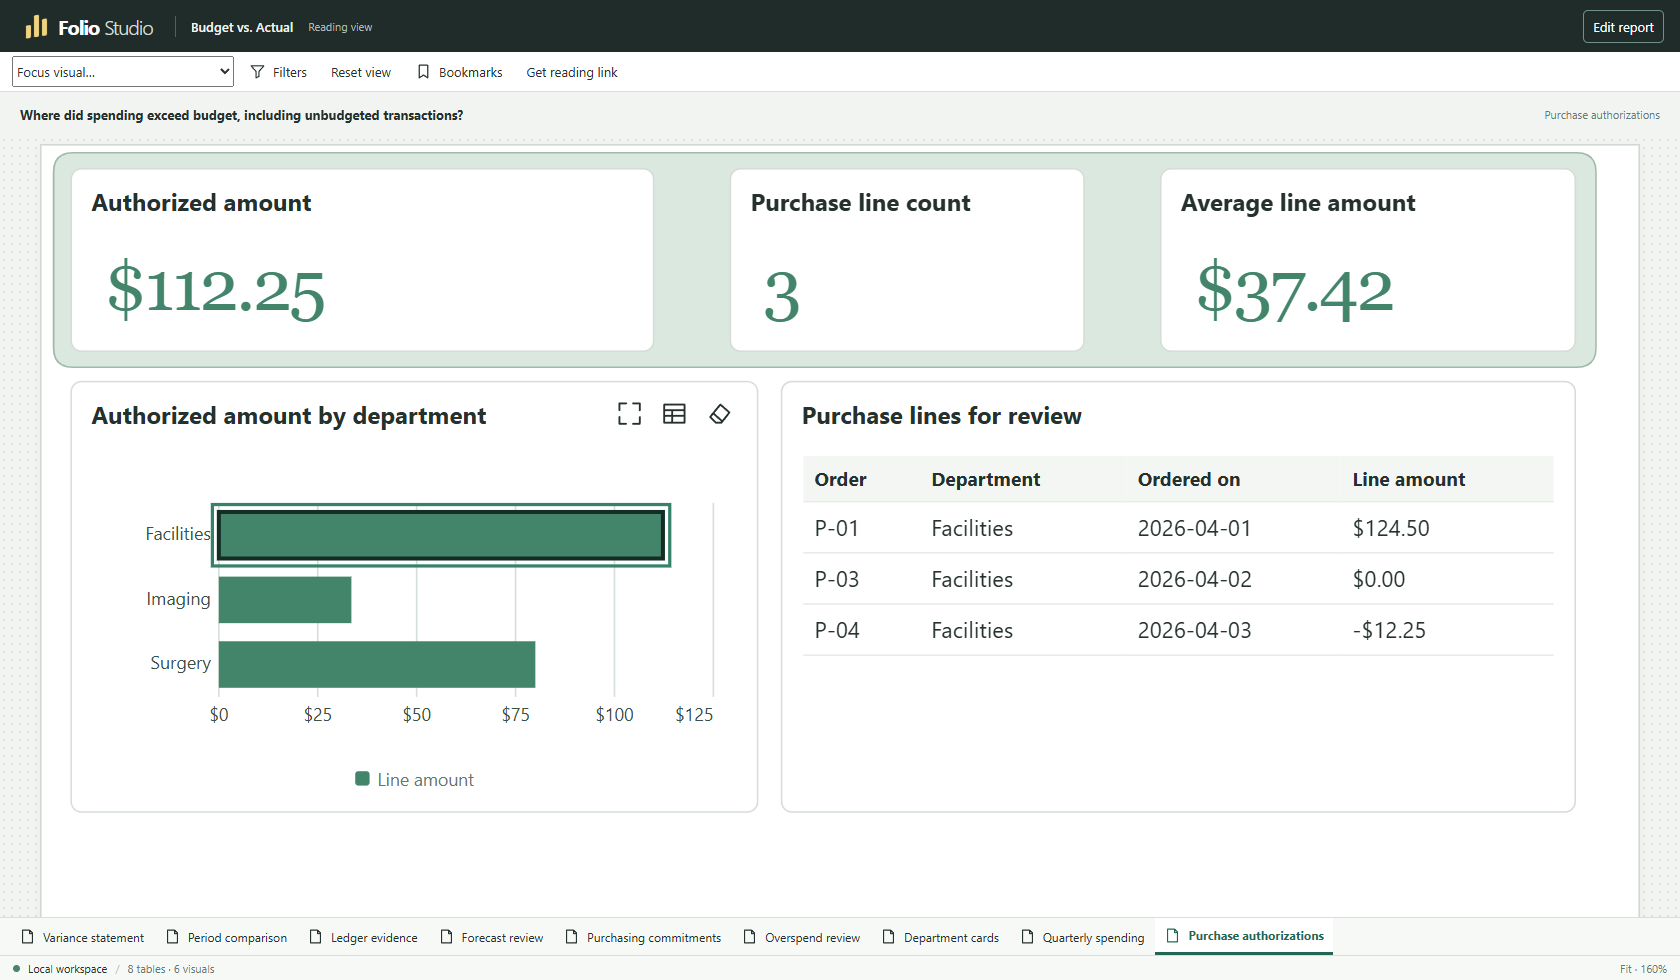 Folio Studio
Budget vs. Actual
Reading view
Edit report
Focus visual...
Filters
Reset view
Bookmarks
Get reading link
Where did spending exceed budget, including unbudgeted transactions?
Purchase authorizations
Authorized amount
$112.25
Purchase line count
3
Average line amount
$37.42
Authorized amount by department
Facilities
Imaging
Surgery
$0 $25 $50 $75 $100 $125
Line amount
Purchase lines for review
Order Department Ordered on Line amount
P-01 Facilities 2026-04-01 $124.50
P-03 Facilities 2026-04-02 $0.00
P-04 Facilities 2026-04-03 -$12.25
Variance statement
Period comparison
Ledger evidence
Forecast review
Purchasing commitments
Overspend review
Department cards
Quarterly spending
Purchase authorizations
Local workspace / 8 tables · 6 visuals
Fit · 160%